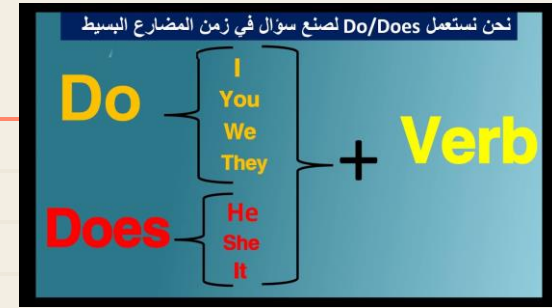 نحن نستعمل Do/Does لصنع سؤال في زمن المضارع البسيط
Do
I
You
We
They
+ Verb
Does
He
She
It